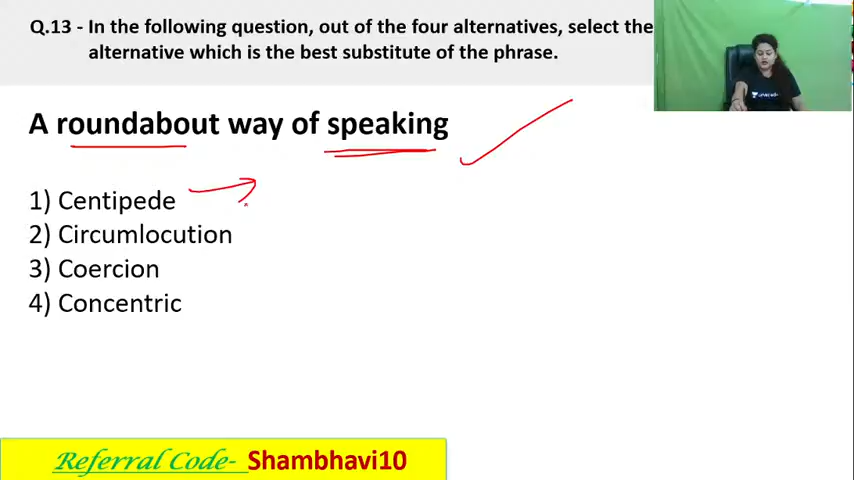 Q.13 - In the following question, out of the four alternatives, select the
alternative which is the best substitute of the phrase.
A roundabout way of speaking
1) Centipede
2) Circumlocution
3) Coercion
4) Concentric
Referral Code- Shambhavi10